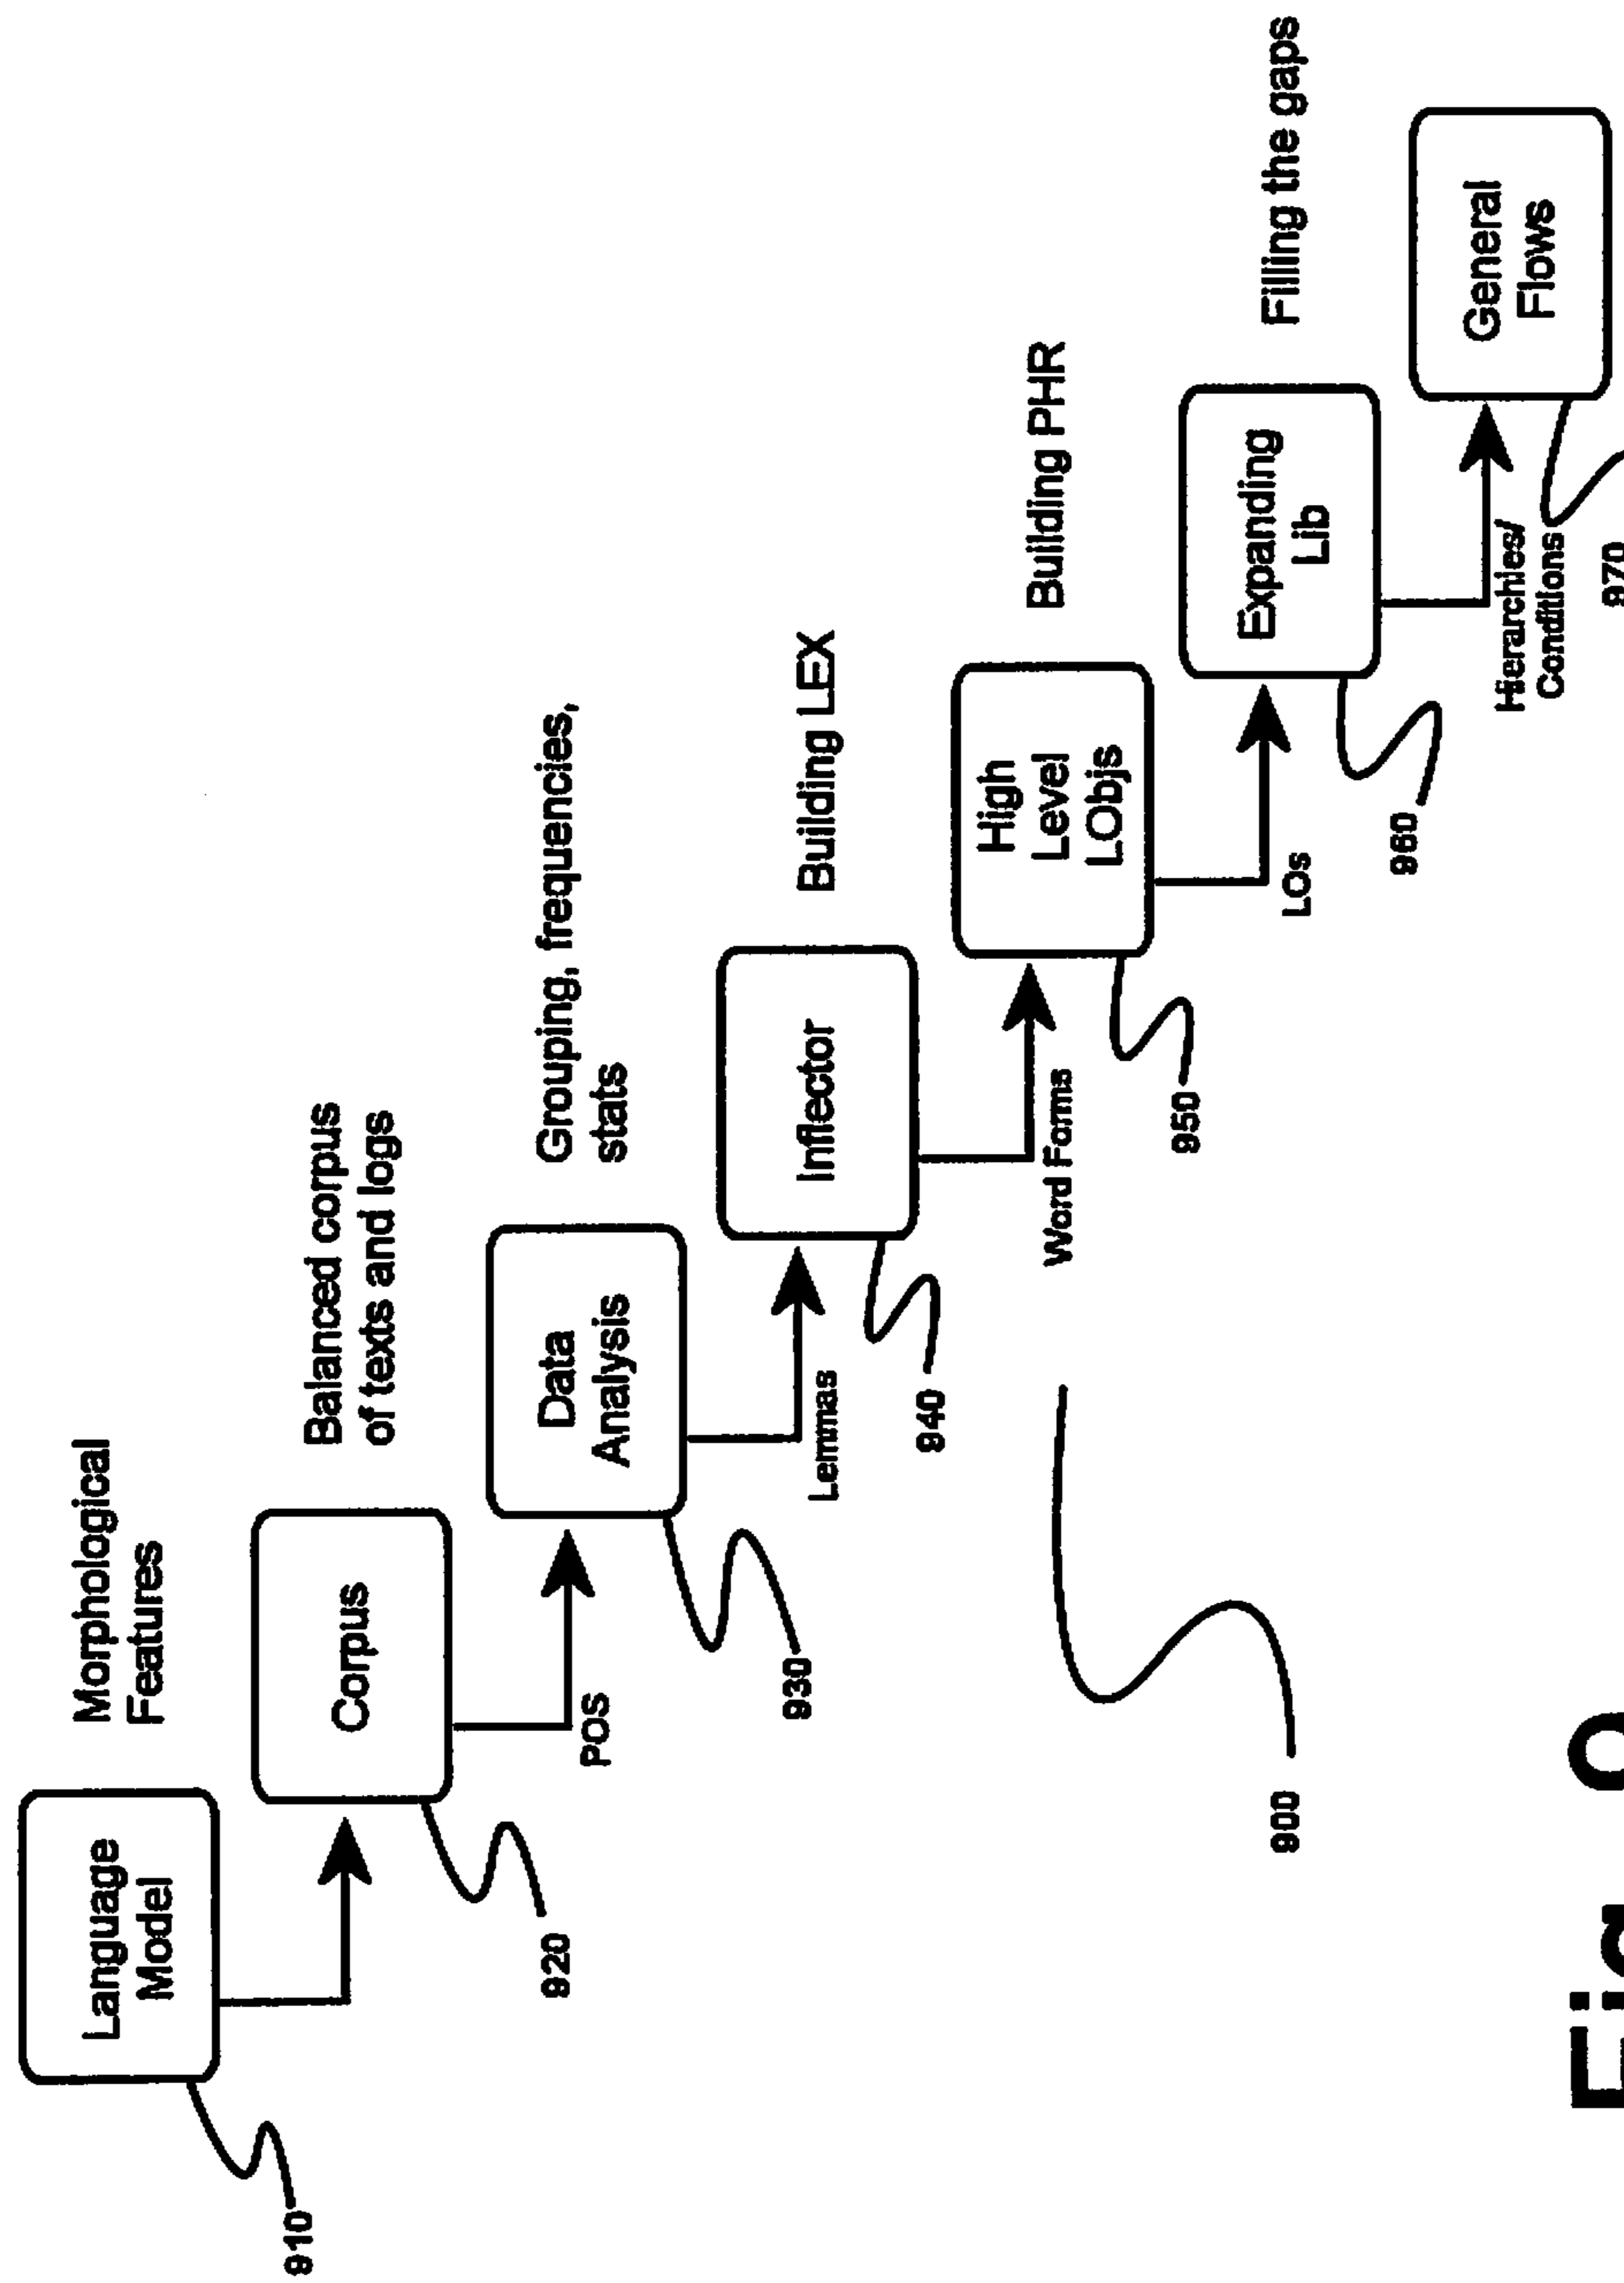 Language
Model
Morphological
Features
910
Corpus
Balanced corpus
of texts and logs
920
POS
Data
Analysis
Grouping, frequencies,
stats
930
Lemmas
Inflector
Building LEX
940
Word Forms
High
Level
LObjs
Building PHR
950
LOs
Expanding
Lib
Filling the gaps
960
Hierarchies/
Conditions
General
Flows
970
900